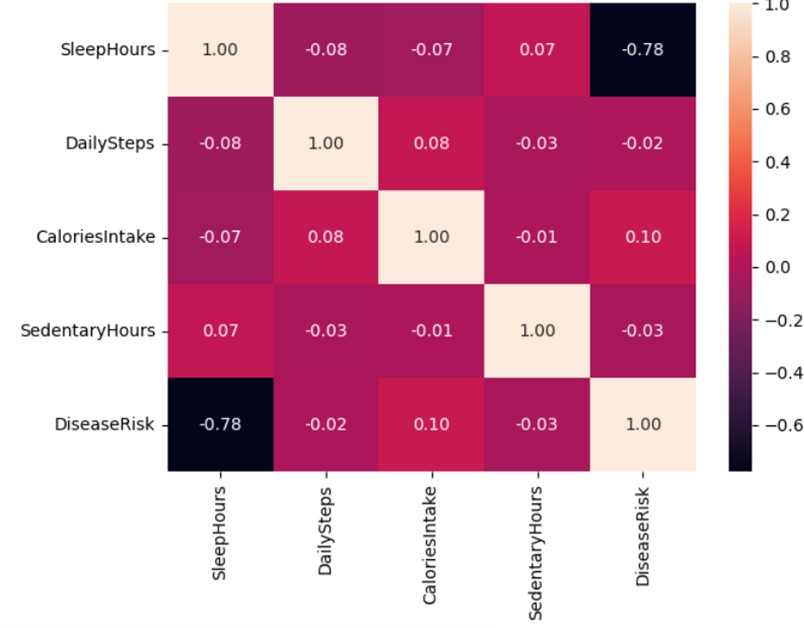 SleepHours 1.00 -0.08 -0.07 0.07 -0.78
DailySteps -0.08 1.00 0.08 -0.03 -0.02
CaloriesIntake -0.07 0.08 1.00 -0.01 0.10
SedentaryHours 0.07 -0.03 -0.01 1.00 -0.03
DiseaseRisk -0.78 -0.02 0.10 -0.03 1.00
SleepHours
DailySteps
CaloriesIntake
SedentaryHours
DiseaseRisk
1.0
0.8
0.6
0.4
0.2
0.0
−0.2
−0.4
−0.6